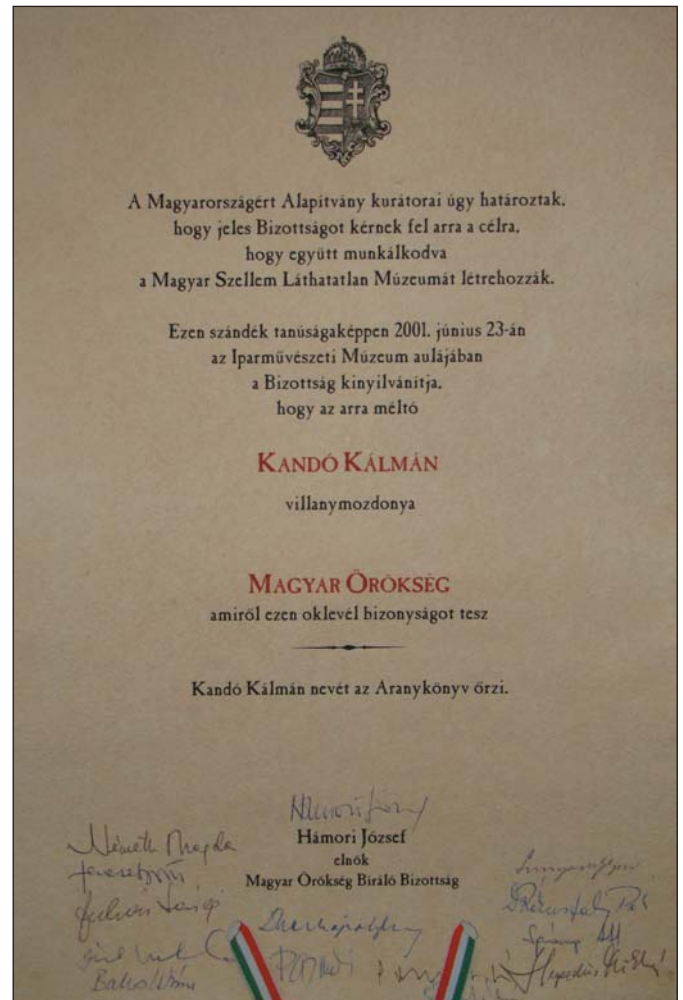 A Magyarországért Alapítvány kurátorai úgy határoztak,
hogy jeles Bizottságot kérnek fel arra a célra,
hogy együtt munkálkodva
a Magyar Szellem Láthatatlan Múzeumát létrehozzák.
Ezen szándék tanúságaképpen 2001. június 23-án
az Iparművészeti Múzeum aulájában
a Bizottság kinyilvánítja,
hogy az arra méltó
KANDÓ KÁLMÁN
villanymozdonya
MAGYAR ÖRÖKSÉG
amiről ezen oklevél bizonyságot tesz
Kandó Kálmán nevét az Aranykönyv őrzi.
Hámori József
elnök
Magyar Örökség Biráló Bizottság
Németh Magda